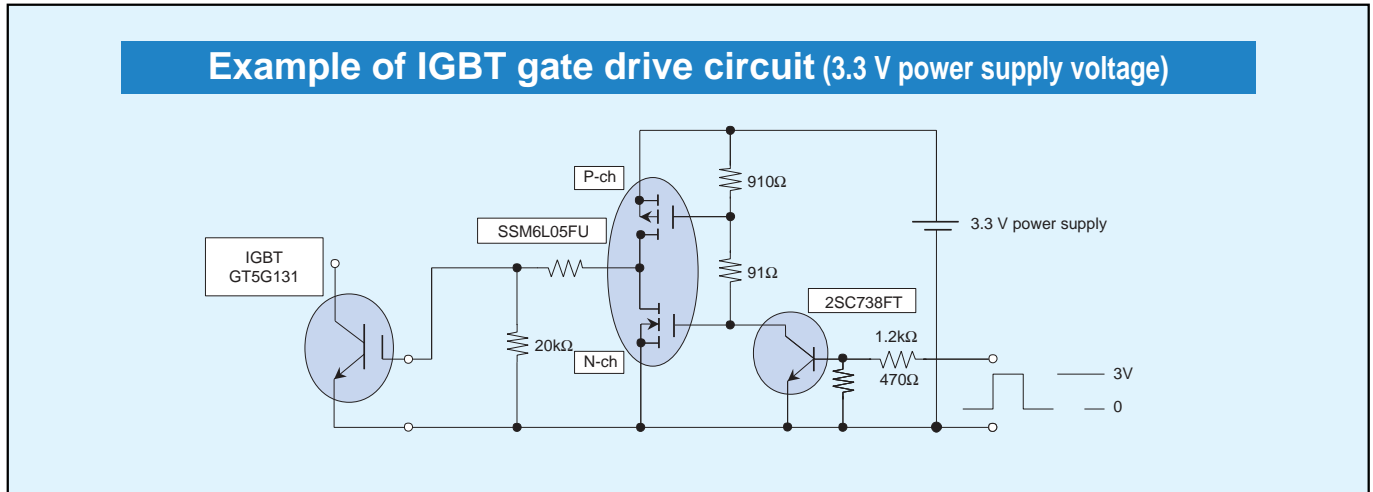 Example of IGBT gate drive circuit (3.3 V power supply voltage)
P-ch
910Ω
SSM6L05FU
3.3 V power supply
IGBT
GT5G131
91Ω
2SC738FT
20kΩ
1.2kΩ
N-ch
470Ω
3V
0